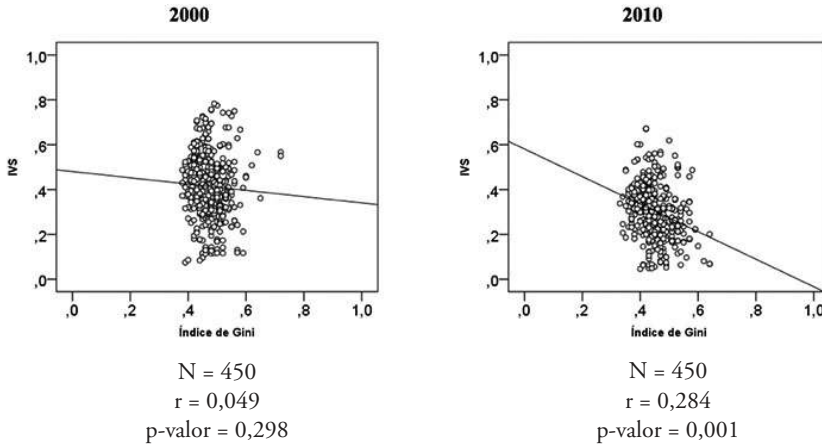 2000
1,0
,8
,6
IVS
,4
,2
,0
,0 ,2 ,4 ,6 ,8 1,0
Índice de Gini
N = 450
r = 0,049
p-valor = 0,298
2010
1,0
,8
,6
IVS
,4
,2
,0
,0 ,2 ,4 ,6 ,8 1,0
Índice de Gini
N = 450
r = 0,284
p-valor = 0,001